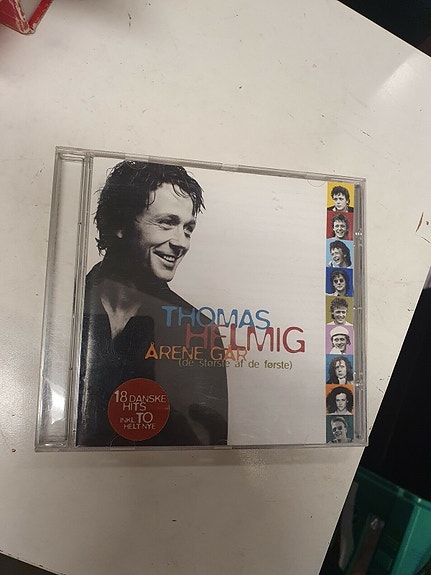 THOMAS
HELMIG
ÅRENE GÅR
(de største af de første)
18 DANSKE
HITS
INKL. TO
HELT NYE